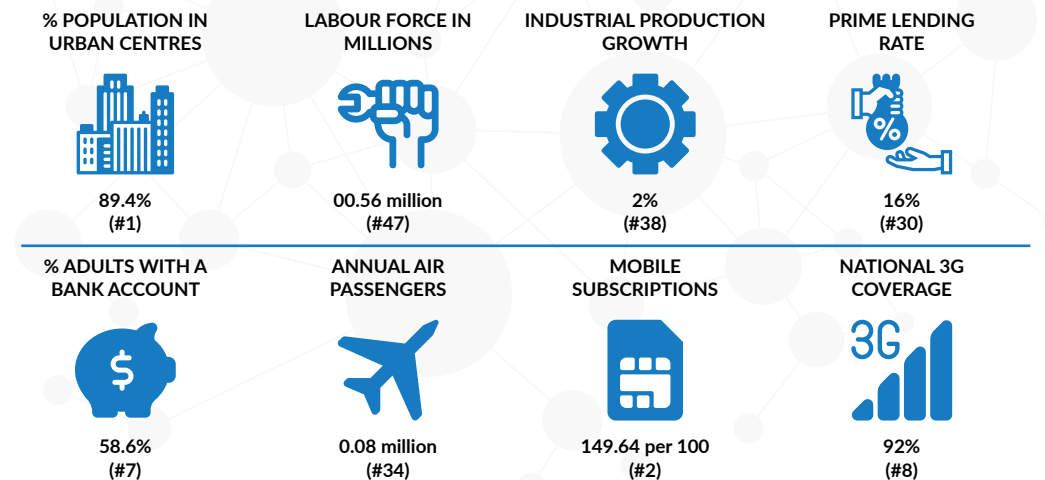 % POPULATION IN
URBAN CENTRES
89.4%
(#1)
LABOUR FORCE IN
MILLIONS
00.56 million
(#47)
INDUSTRIAL PRODUCTION
GROWTH
2%
(#38)
PRIME LENDING
RATE
%
16%
(#30)
% ADULTS WITH A
BANK ACCOUNT
$
58.6%
(#7)
ANNUAL AIR
PASSENGERS
0.08 million
(#34)
MOBILE
SUBSCRIPTIONS
149.64 per 100
(#2)
NATIONAL 3G
COVERAGE
3G
92%
(#8)